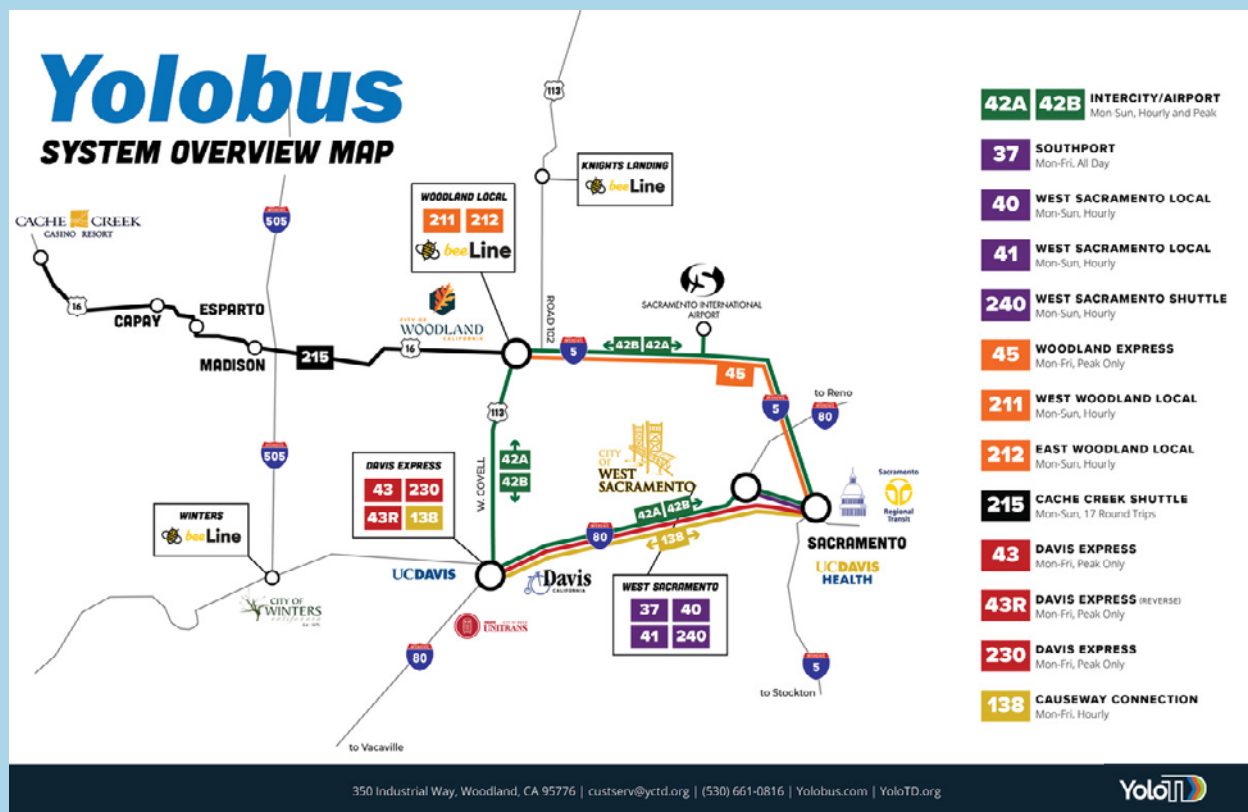 Yolobus
SYSTEM OVERVIEW MAP
113
KNIGHTS LANDING
beeLine
WOODLAND LOCAL
211 212
beeLine
505
CACHE CREEK
CASINO RESORT
16
CAPAY
ESPARTO
MADISON
215
16
CITY OF
WOODLAND
CALIFORNIA
ROAD 102
SACRAMENTO INTERNATIONAL
AIRPORT
5
42B 42A
45
5
to Reno
80
113
W. COVELL
42A
42B
505
DAVIS EXPRESS
43 230
43R 138
CITY
OF
WEST
SACRAMENTO
42A 42B
80
138
Sacramento
Regional
Transit
SACRAMENTO
UCDAVIS
HEALTH
WINTERS
beeLine
CITY OF
WINTERS
california
UCDAVIS
Davis
CALIFORNIA
UNITRANS
WEST SACRAMENTO
37 40
41 240
80
5
to Stockton
to Vacaville
42A 42B INTERCITY/AIRPORT
Mon-Sun, Hourly and Peak
37 SOUTHPORT
Mon-Fri, All Day
40 WEST SACRAMENTO LOCAL
Mon-Sun, Hourly
41 WEST SACRAMENTO LOCAL
Mon-Sun, Hourly
240 WEST SACRAMENTO SHUTTLE
Mon-Sun, Hourly
45 WOODLAND EXPRESS
Mon-Fri, Peak Only
211 WEST WOODLAND LOCAL
Mon-Sun, Hourly
212 EAST WOODLAND LOCAL
Mon-Sun, Hourly
215 CACHE CREEK SHUTTLE
Mon-Sun, 17 Round Trips
43 DAVIS EXPRESS
Mon-Fri, Peak Only
43R DAVIS EXPRESS (REVERSE)
Mon-Fri, Peak Only
230 DAVIS EXPRESS
Mon-Fri, Peak Only
138 CAUSEWAY CONNECTION
Mon-Fri, Hourly
350 Industrial Way, Woodland, CA 95776 | custserv@yctd.org | (530) 661-0816 | Yolobus.com | YoloTD.org
YoloTD